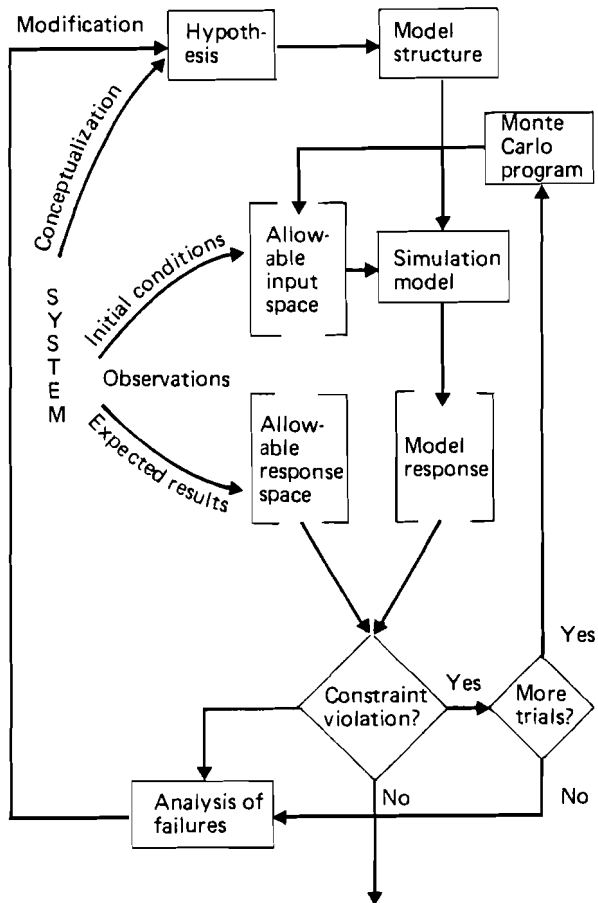 Modification
Hypoth-
esis
Model
structure
Monte
Carlo
program
Conceptualization
Initial conditions
Allow-
able
input
space
Simulation
model
SYSTEM
Observations
Expected results
Allow-
able
response
space
Model
response
Constraint
violation?
Yes
More
trials?
Yes
No
No
Analysis of
failures